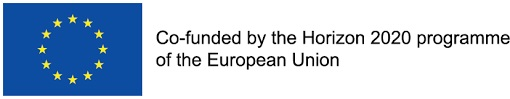 Co-funded by the Horizon 2020 programme
of the European Union